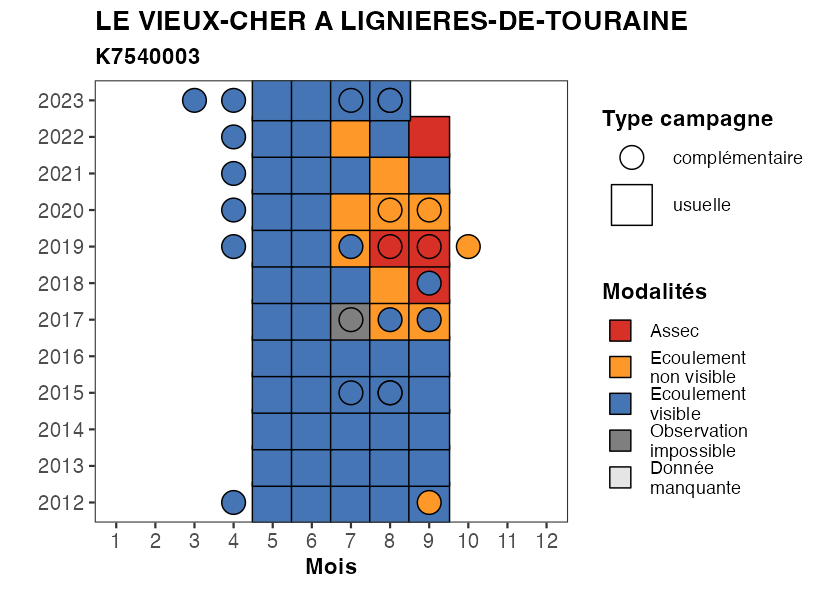 LE VIEUX-CHER A LIGNIERES-DE-TOURAINE
K7540003
2023
2022
2021
2020
2019
2018
2017
2016
2015
2014
2013
2012
1 2 3 4 5 6 7 8 9 10 11 12
Mois
Type campagne
complémentaire
usuelle
Modalités
Assec
Ecoulement
non visible
Ecoulement
visible
Observation
impossible
Donnée
manquante